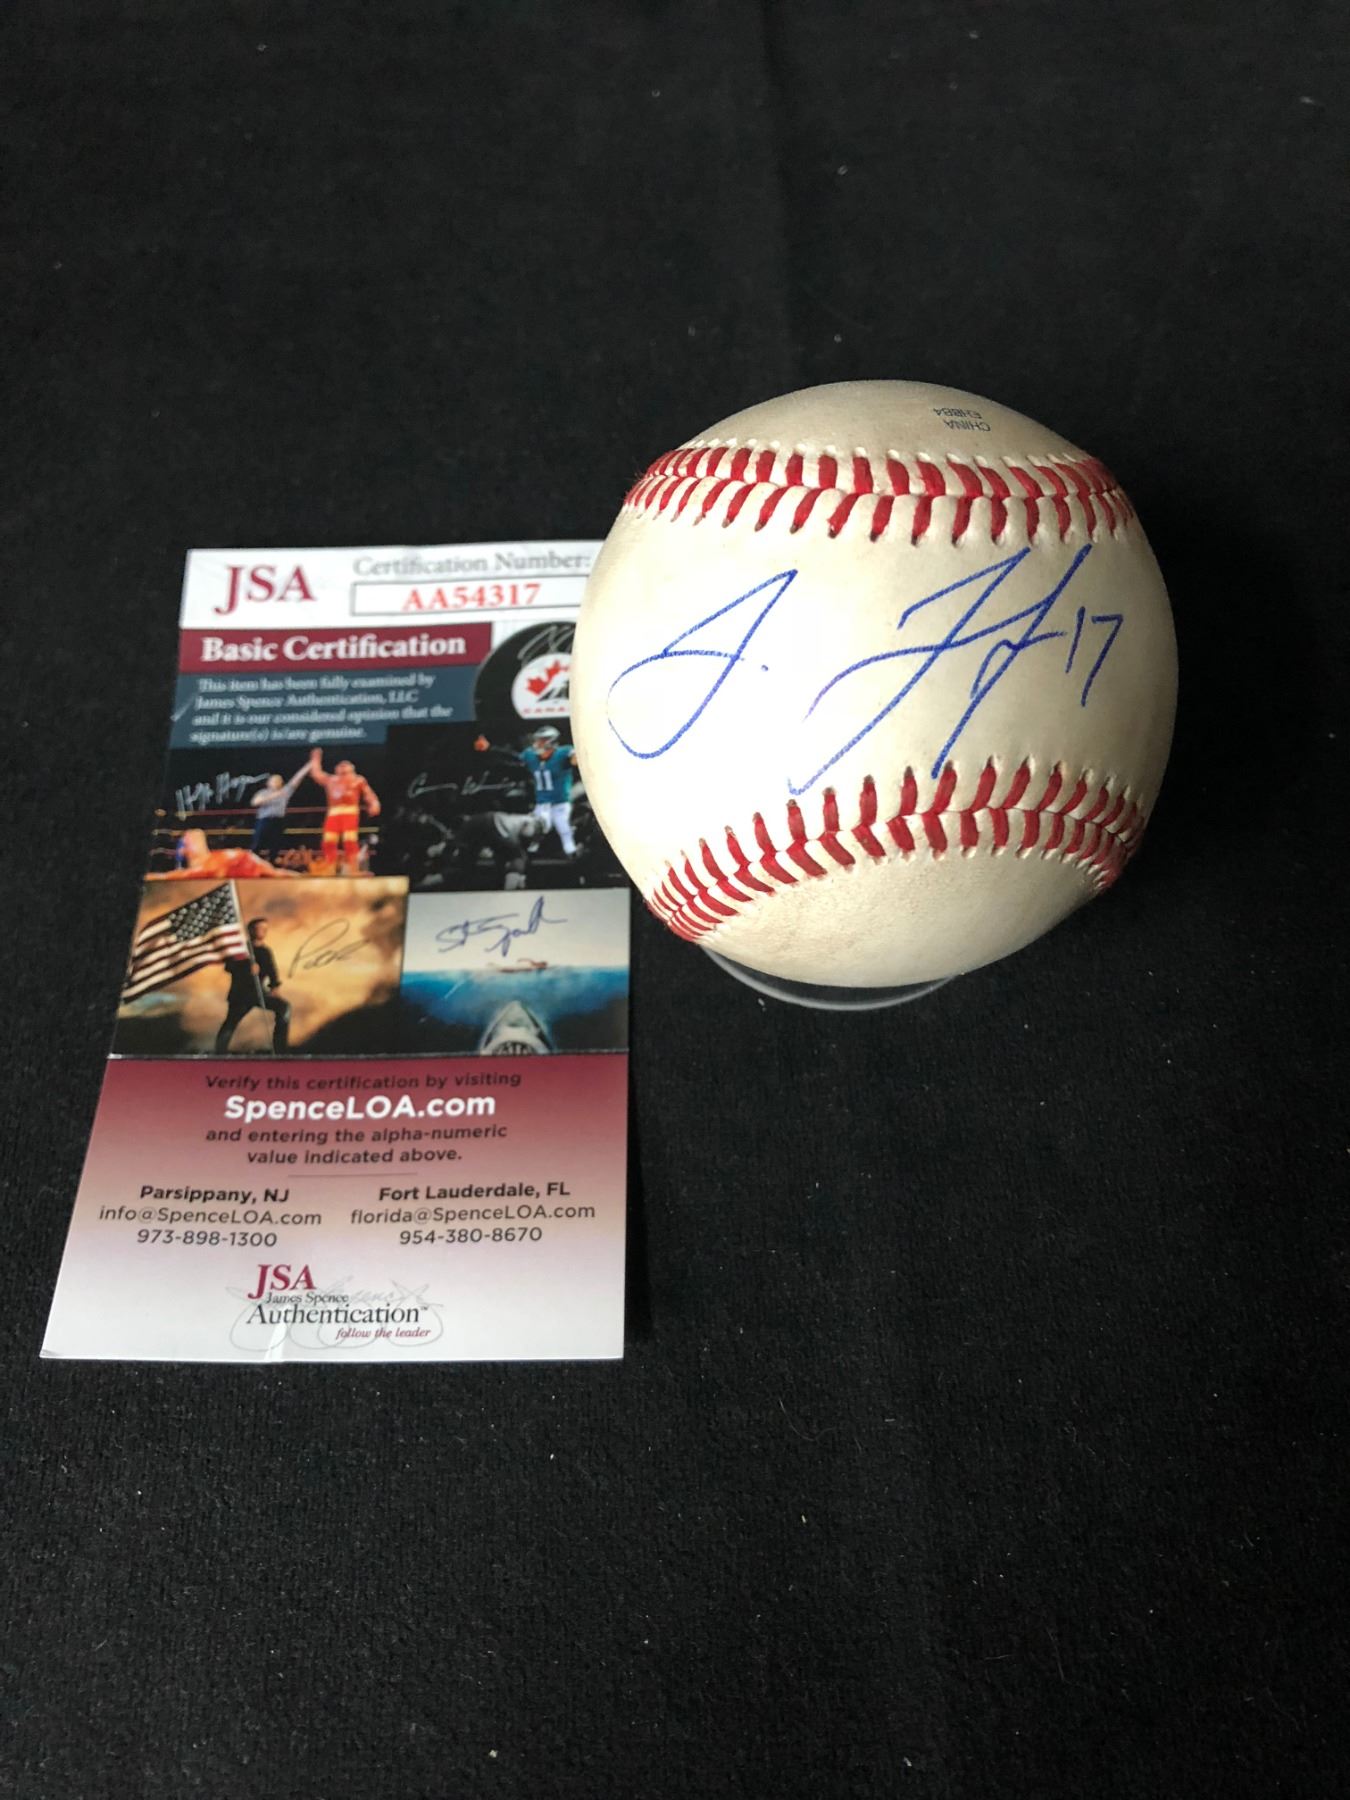 JSA
Certification Number:
AA54317
Basic Certification
This item has been fully examined by
James Spence Authentication, LLC
and it is our considered opinion that the
signature(s) is/are genuine.
CANADA
11
Verify this certification by visiting
SpenceLOA.com
and entering the alpha-numeric
value indicated above.
Parsippany, NJ
info@SpenceLOA.com
973-898-1300
Fort Lauderdale, FL
florida@SpenceLOA.com
954-380-8670
JSA
James Spence
Authentication™
follow the leader
CHINA
17